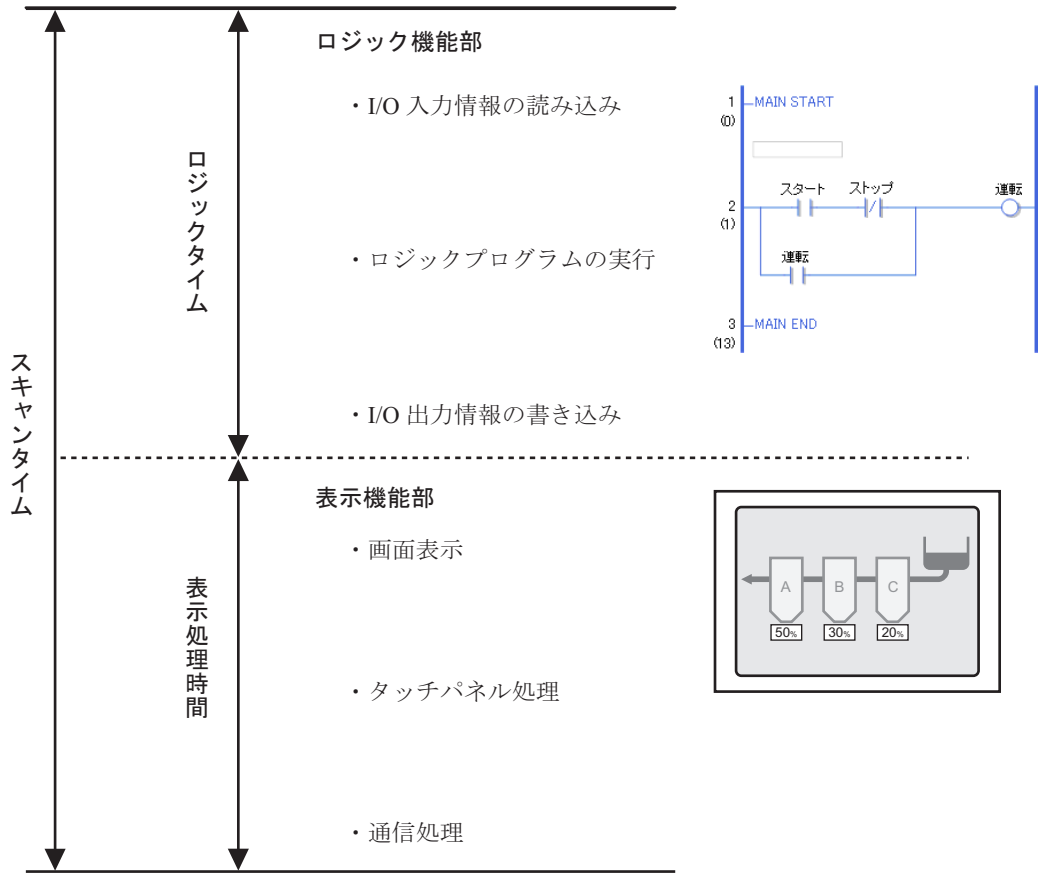 スキャンタイム
ロジックタイム
ロジック機能部
・I/O 入力情報の読み込み
・ロジックプログラムの実行
・I/O 出力情報の書き込み
1
(0)
MAIN START
スタート
ストップ
運転
2
(1)
運転
3
(13)
MAIN END
表示処理時間
表示機能部
・画面表示
・タッチパネル処理
・通信処理
A
B
C
50%
30%
20%